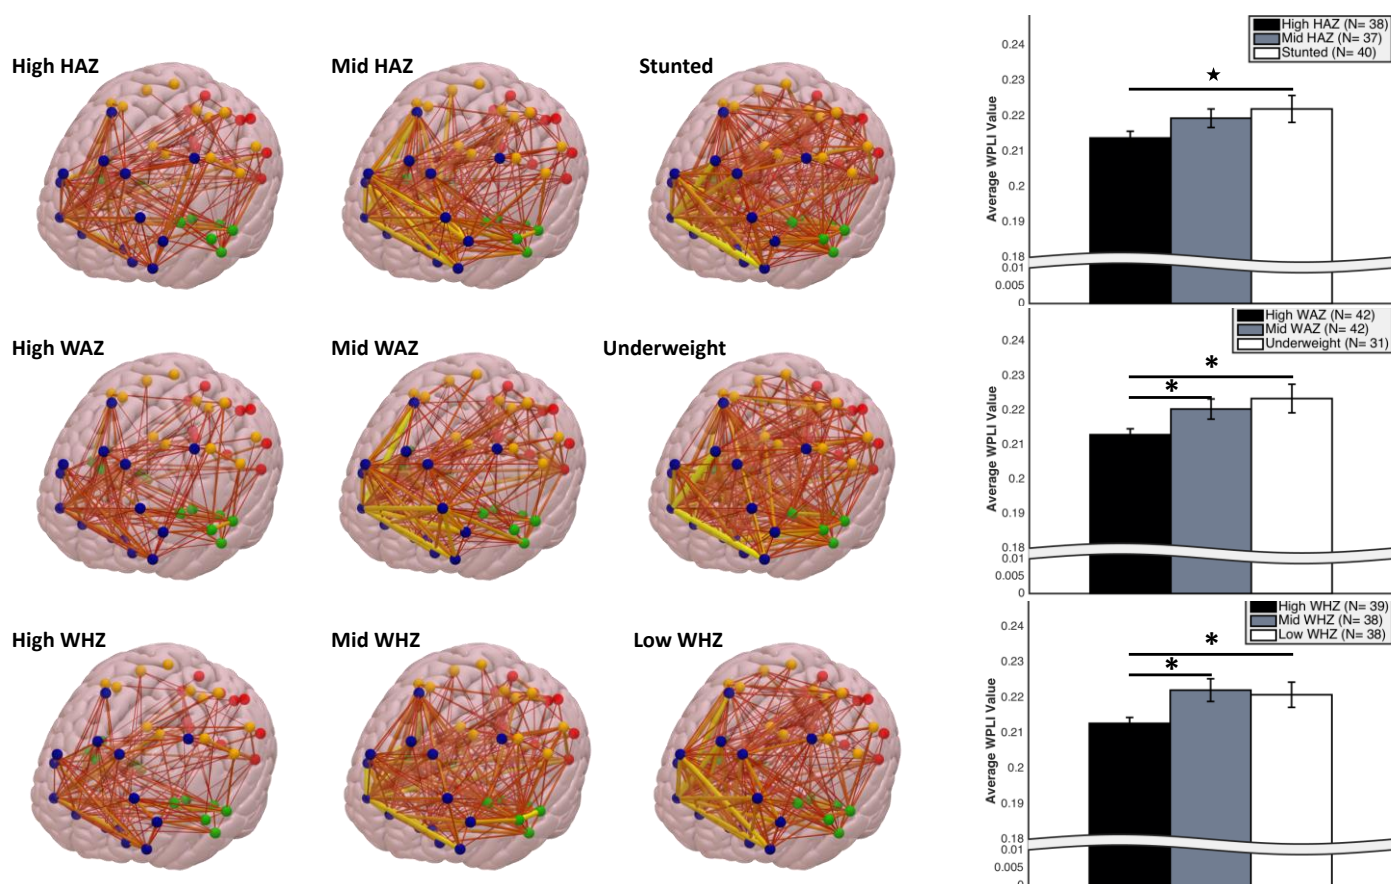 High HAZ
Mid HAZ
Stunted
0.24
0.23
0.22
0.21
0.2
0.19
0.18
0.01
0.005
0
Average WPLI Value
High HAZ (N= 38)
Mid HAZ (N= 37)
Stunted (N= 40)
★
High WAZ
Mid WAZ
Underweight
0.24
0.23
0.22
0.21
0.2
0.19
0.18
0.01
0.005
0
Average WPLI Value
High WAZ (N= 42)
Mid WAZ (N= 42)
Underweight (N= 31)
*
*
High WHZ
Mid WHZ
Low WHZ
0.24
0.23
0.22
0.21
0.2
0.19
0.18
0.01
0.005
0
Average WPLI Value
High WHZ (N= 39)
Mid WHZ (N= 38)
Low WHZ (N= 38)
*
*